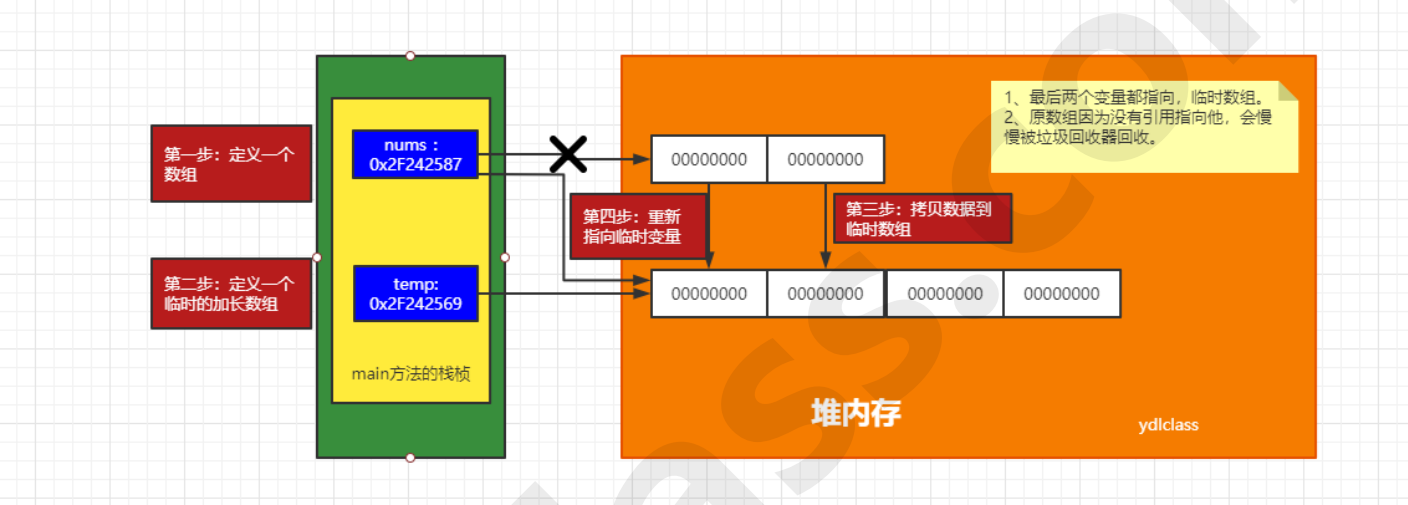 1、最后两个变量都指向，临时数组。
2、原数组因为没有引用指向他，会慢
慢被垃圾回收器回收。
第一步：定义一个
数组
nums：
0x2F242587
00000000
00000000
第四步：重新
指向临时变量
第三步：拷贝数据到
临时数组
第二步：定义一个
临时的加长数组
temp:
0x2F242569
00000000
00000000
00000000
00000000
main方法的栈桢
堆内存
ydlclass